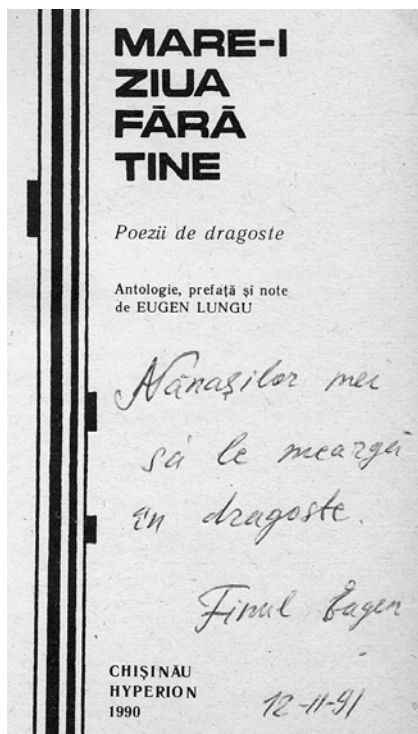 MARE-I
ZIUA
FĂRĂ
TINE
Poezii de dragoste
Antologie, prefață și note
de EUGEN LUNGU
Nănașilor mei
să le meargă
în dragoste.
Finul Eugen
CHIȘINĂU
HYPERION
1990
12-II-91